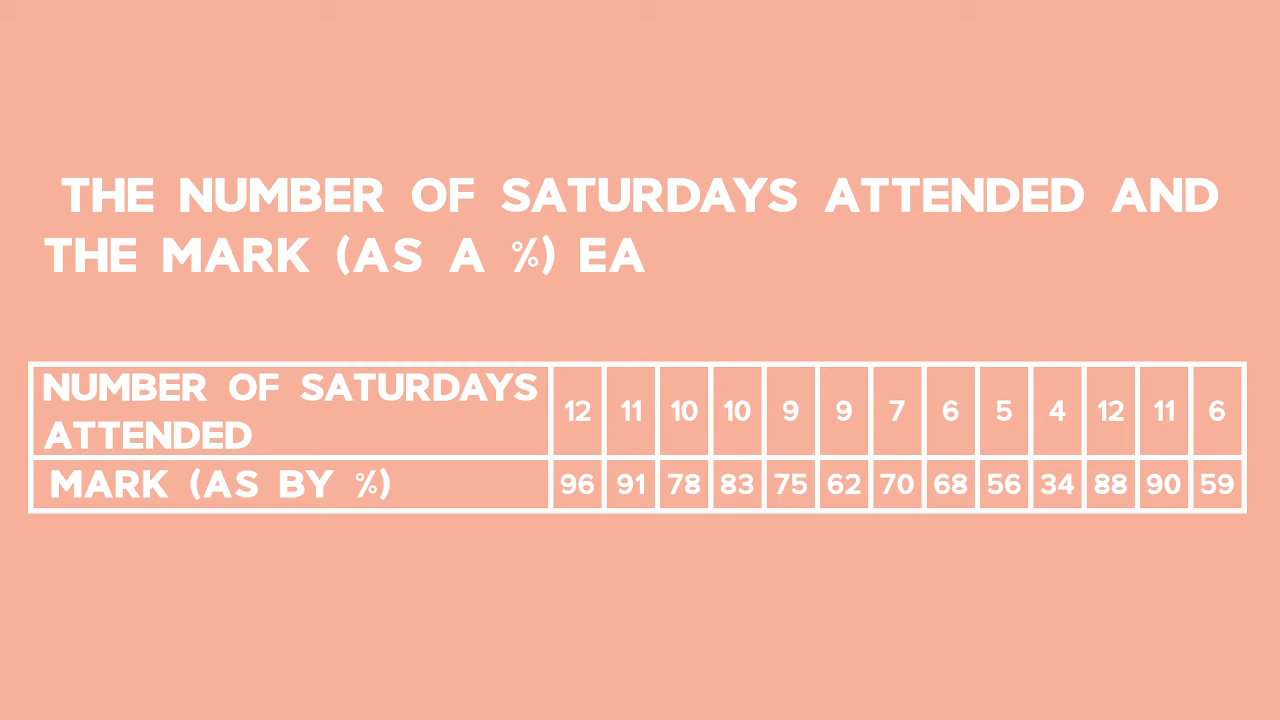 THE NUMBER OF SATURDAYS ATTENDED AND
THE MARK (AS A %) EA
NUMBER OF SATURDAYS
ATTENDED
12 11 10 10 9 9 7 6 5 4 12 11 6
MARK (AS BY %)
96 91 78 83 75 62 70 68 56 34 88 90 59